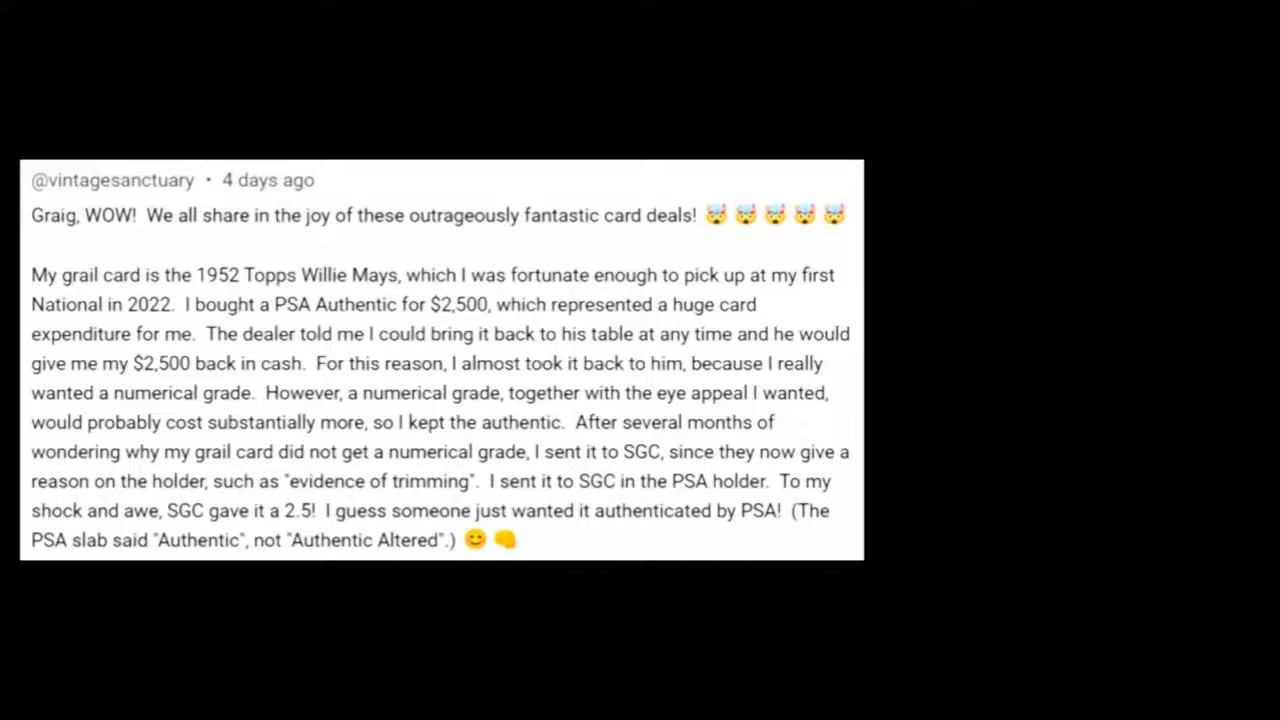 @vintagesanctuary • 4 days ago
Graig, WOW!  We all share in the joy of these outrageously fantastic card deals! 🤯 🤯 🤯 🤯 🤯
My grail card is the 1952 Topps Willie Mays, which I was fortunate enough to pick up at my first
National in 2022.  I bought a PSA Authentic for $2,500, which represented a huge card
expenditure for me.  The dealer told me I could bring it back to his table at any time and he would
give me my $2,500 back in cash.  For this reason, I almost took it back to him, because I really
wanted a numerical grade.  However, a numerical grade, together with the eye appeal I wanted,
would probably cost substantially more, so I kept the authentic.  After several months of
wondering why my grail card did not get a numerical grade, I sent it to SGC, since they now give a
reason on the holder, such as "evidence of trimming".  I sent it to SGC in the PSA holder.  To my
shock and awe, SGC gave it a 2.5!  I guess someone just wanted it authenticated by PSA!  (The
PSA slab said "Authentic", not "Authentic Altered".) 😊 👊